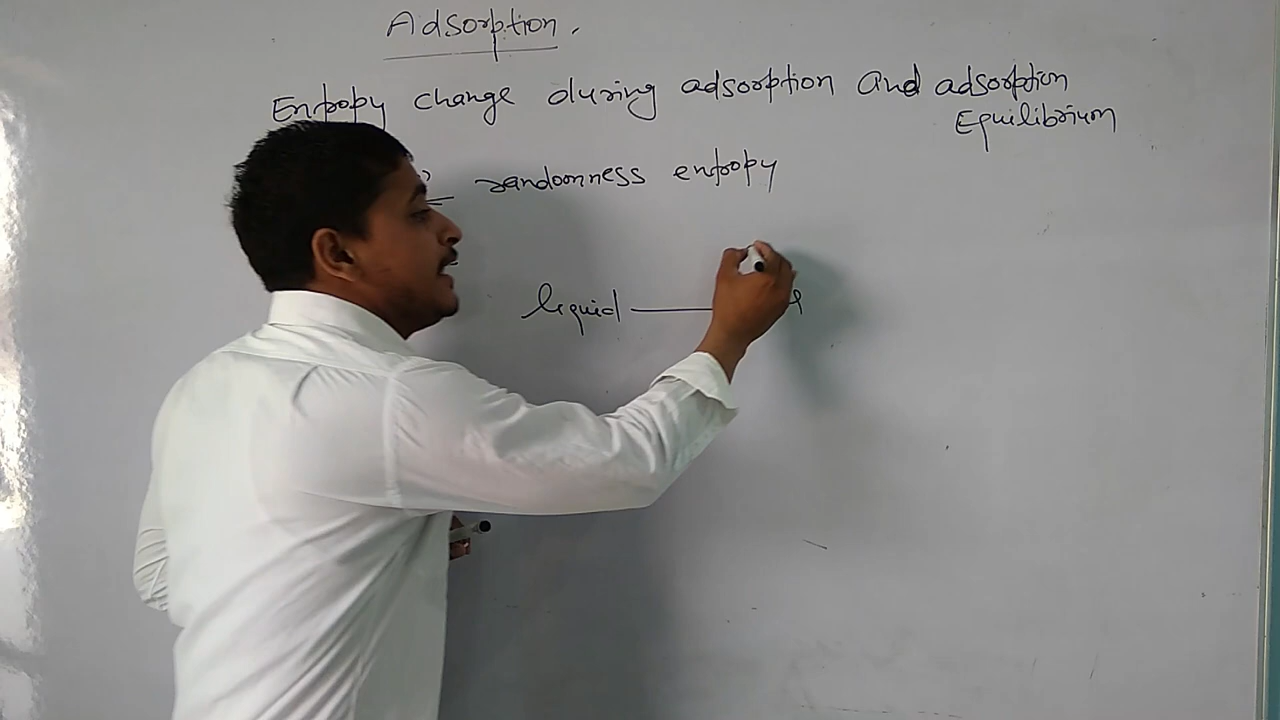 Adsorption.
Entropy change during adsorption and adsorption
Equilibrium
randomness entropy
liquid